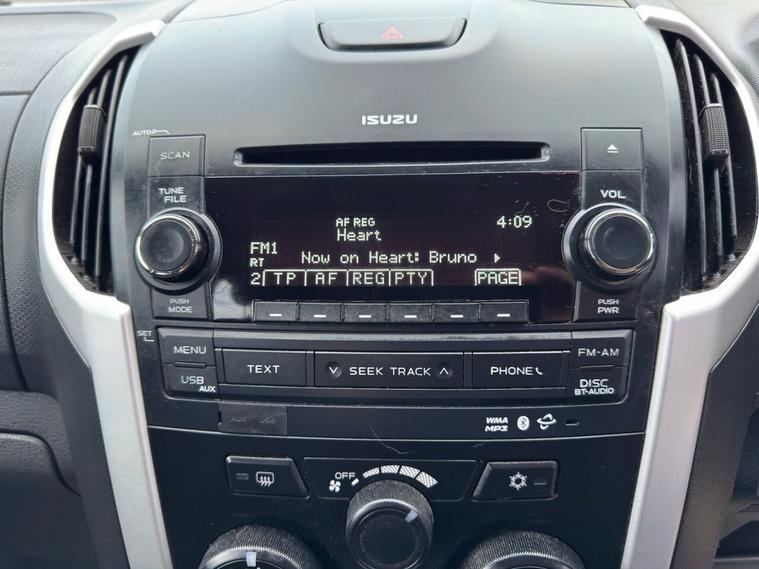 ISUZU
AUTO.P
SCAN
TUNE
FILE
VOL
AF REG
4:09
Heart
FM1
RT
Now on Heart: Bruno
2 TP AF REG PTY PAGE
PUSH
MODE
PUSH
PWR
SET
MENU
TEXT
SEEK TRACK
PHONE
FM-AM
USB
AUX
DISC
BT-AUDIO
AUX USB
WMA
MP3
OFF